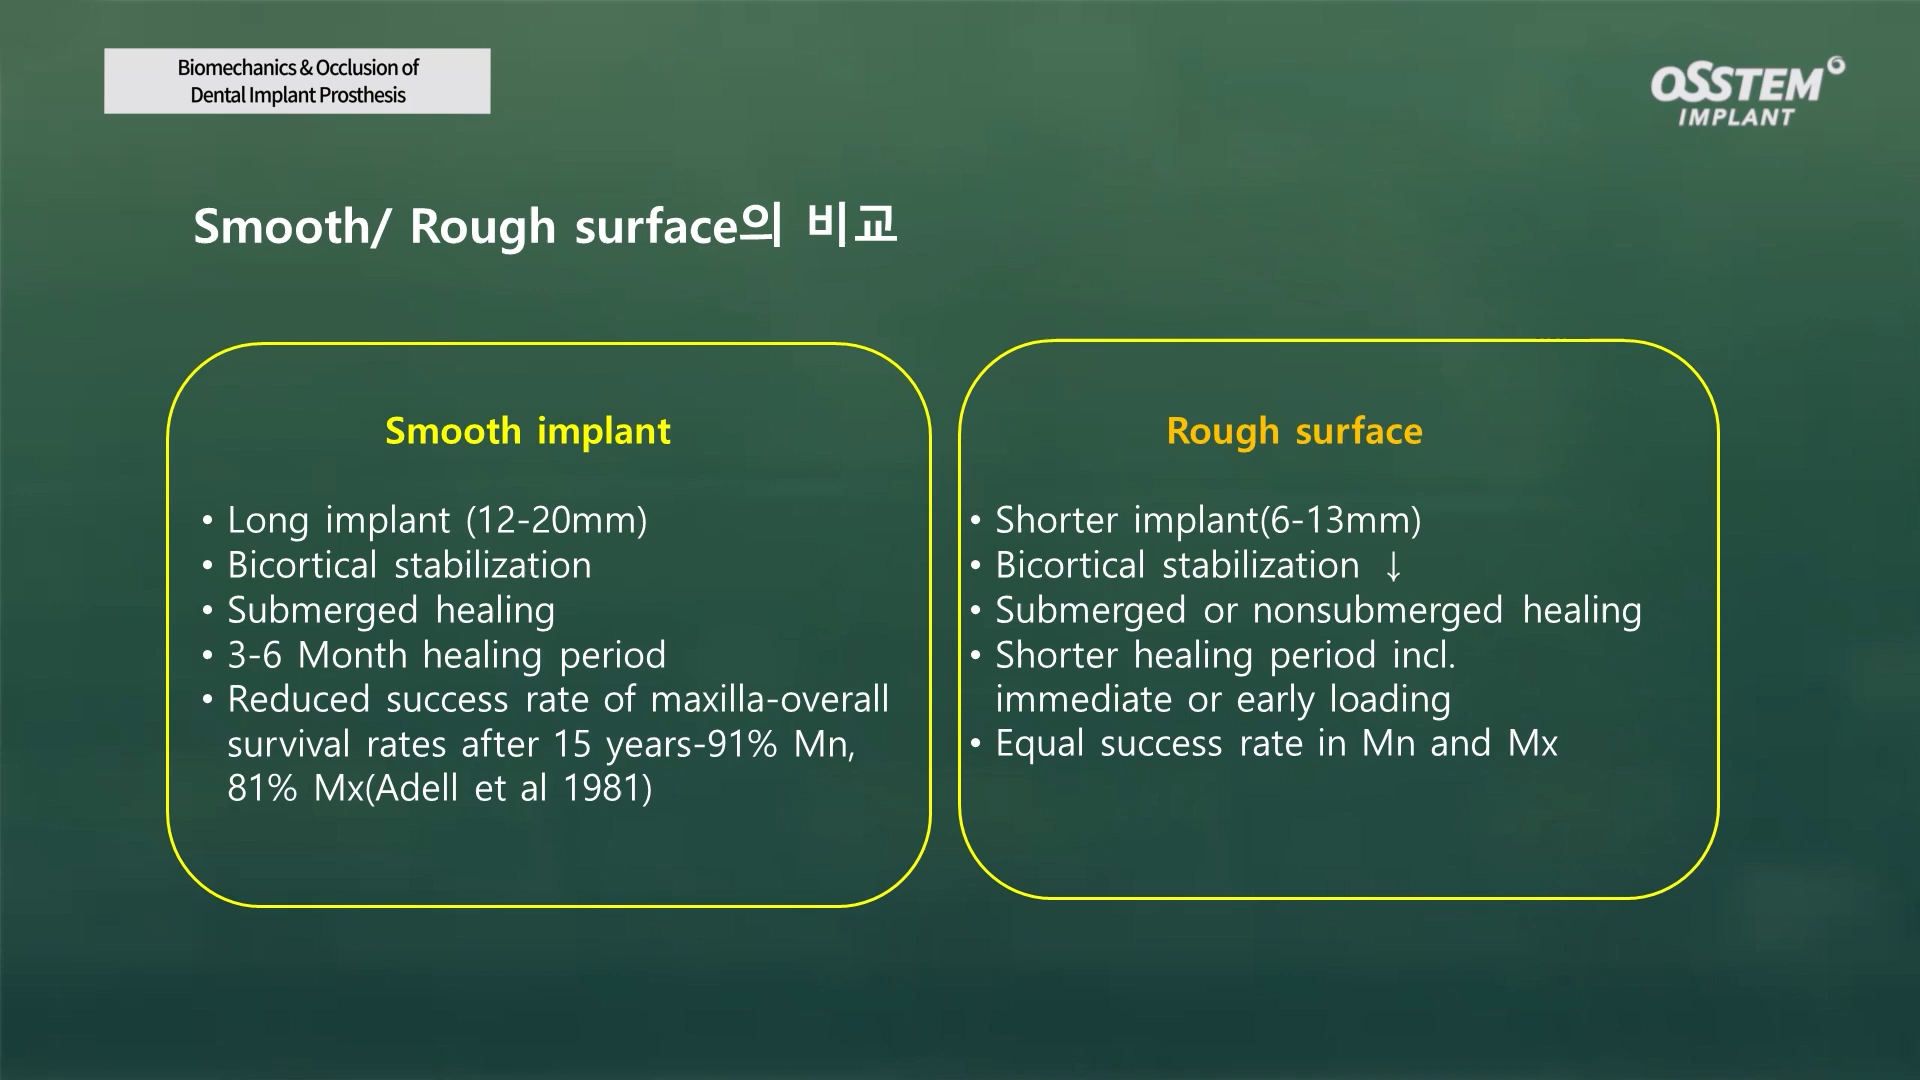 Biomechanics & Occlusion of
Dental Implant Prosthesis
OSSTEM
IMPLANT
Smooth/ Rough surface의 비교
Smooth implant
• Long implant (12-20mm)
• Bicortical stabilization
• Submerged healing
• 3-6 Month healing period
• Reduced success rate of maxilla-overall
survival rates after 15 years-91% Mn,
81% Mx(Adell et al 1981)
Rough surface
• Shorter implant(6-13mm)
• Bicortical stabilization ↓
• Submerged or nonsubmerged healing
• Shorter healing period incl.
immediate or early loading
• Equal success rate in Mn and Mx